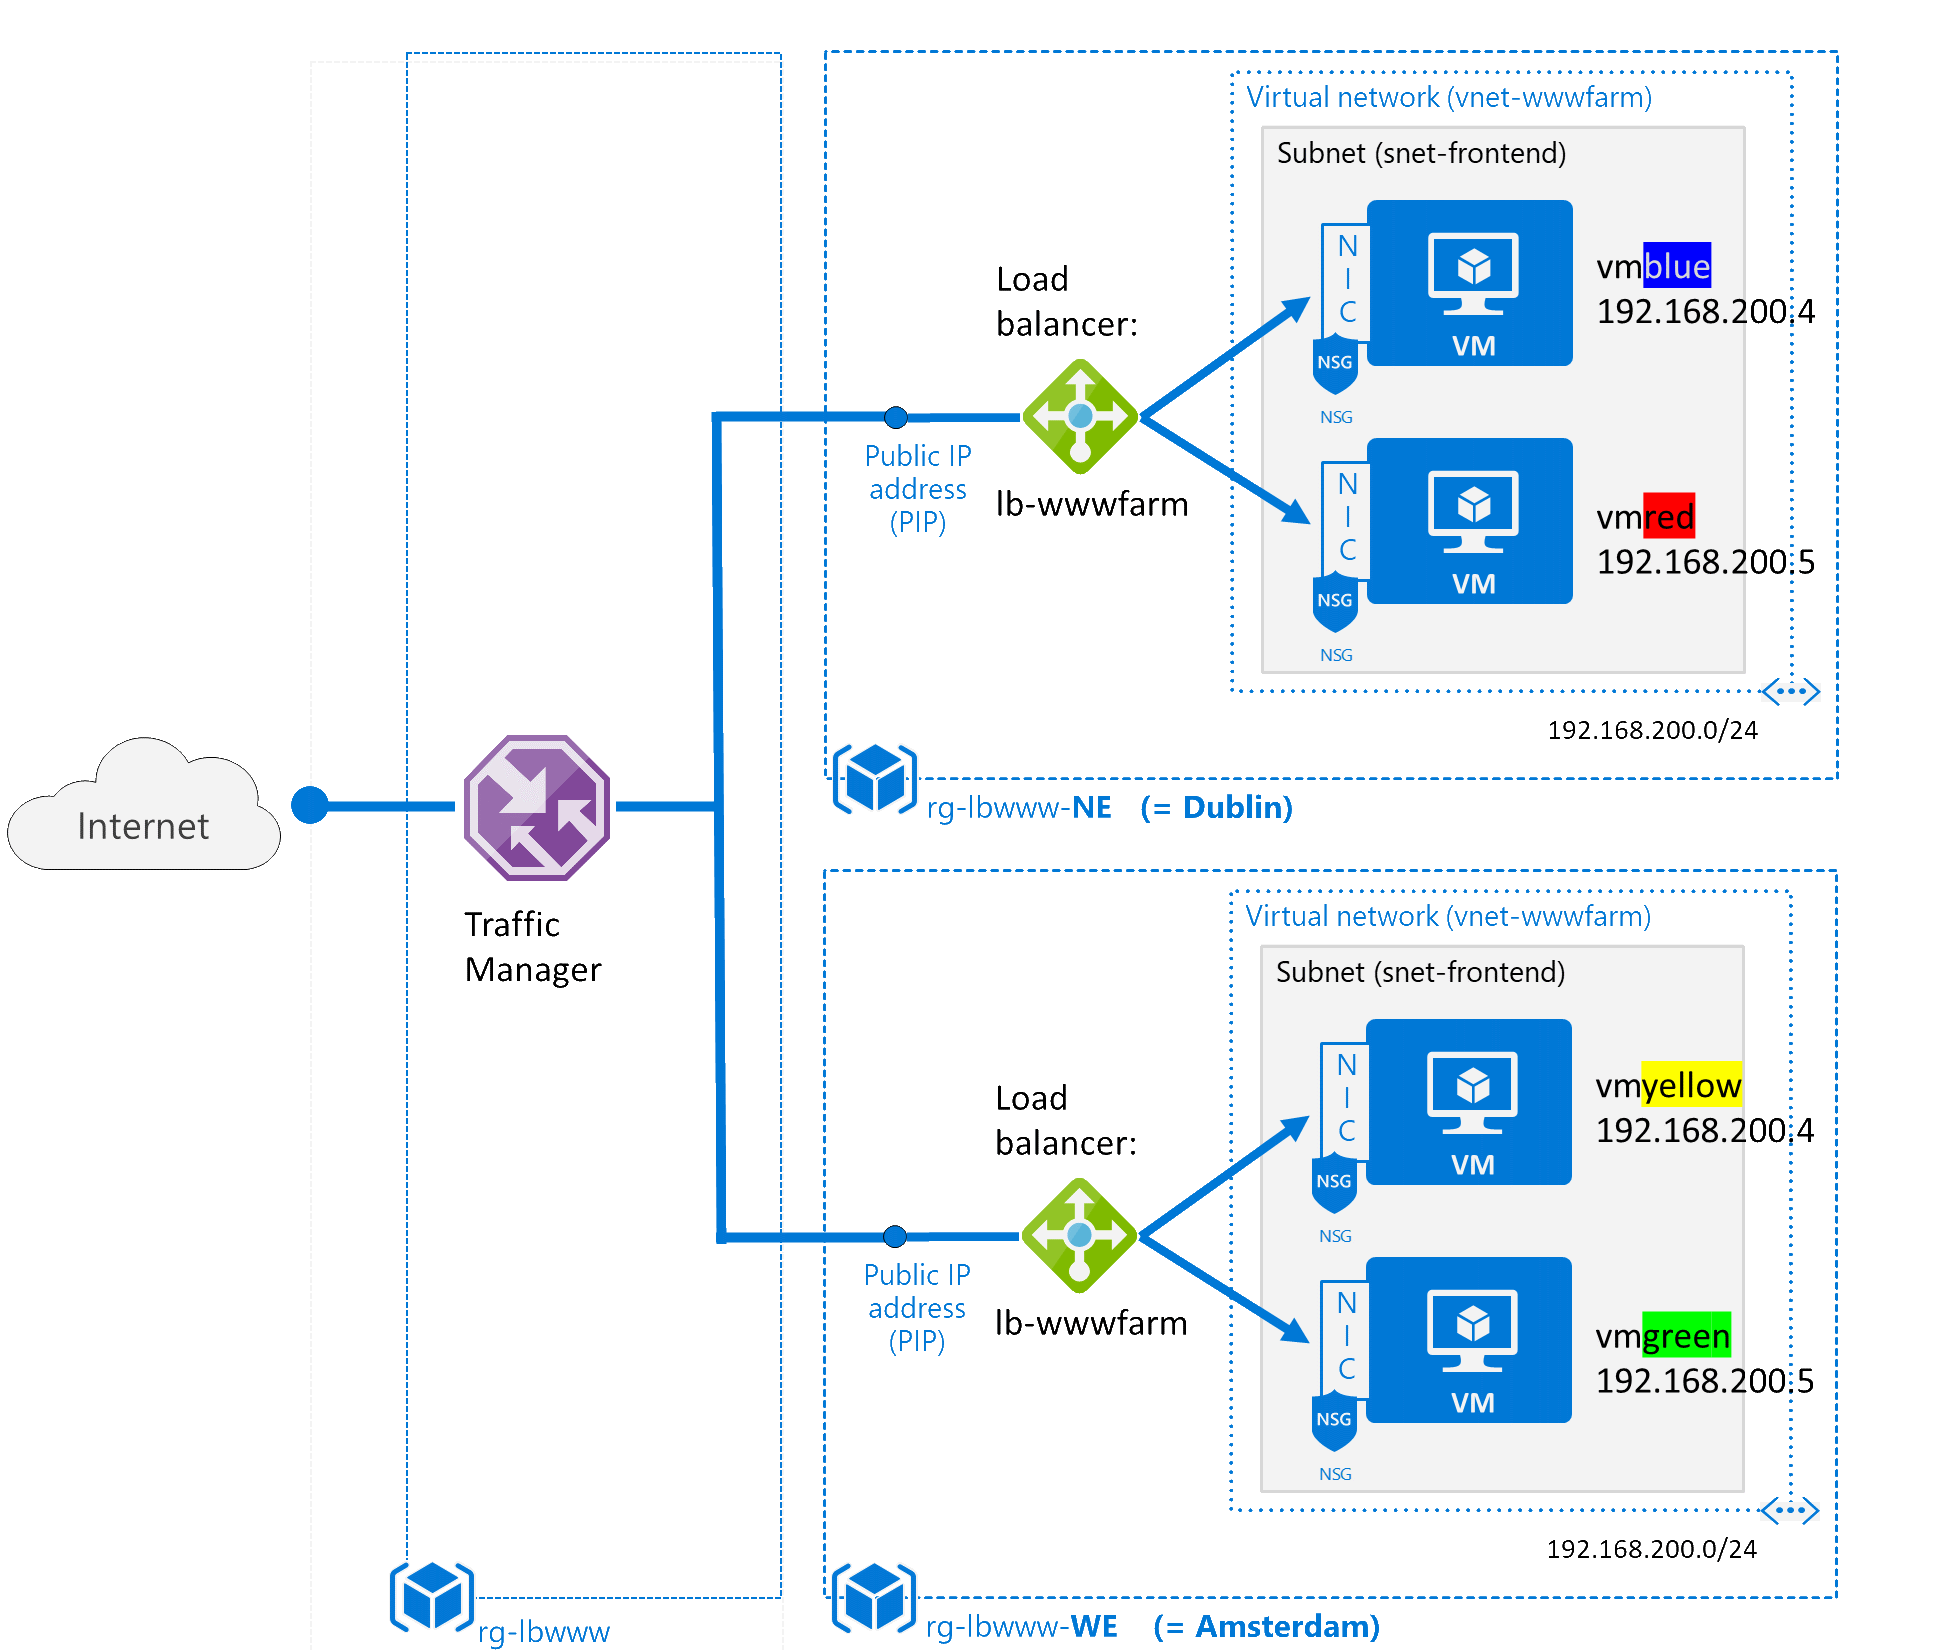 Internet
Traffic
Manager
rg-lbwww
Virtual network (vnet-wwwfarm)
Subnet (snet-frontend)
Load
balancer:
lb-wwwfarm
Public IP
address
(PIP)
N
I
C
NSG
NSG
VM
vmblue
192.168.200.4
N
I
C
NSG
NSG
VM
vmred
192.168.200.5
192.168.200.0/24
rg-lbwww-NE (= Dublin)
Virtual network (vnet-wwwfarm)
Subnet (snet-frontend)
Load
balancer:
lb-wwwfarm
Public IP
address
(PIP)
N
I
C
NSG
NSG
VM
vmyellow
192.168.200.4
N
I
C
NSG
NSG
VM
vmgreen
192.168.200.5
192.168.200.0/24
rg-lbwww-WE (= Amsterdam)